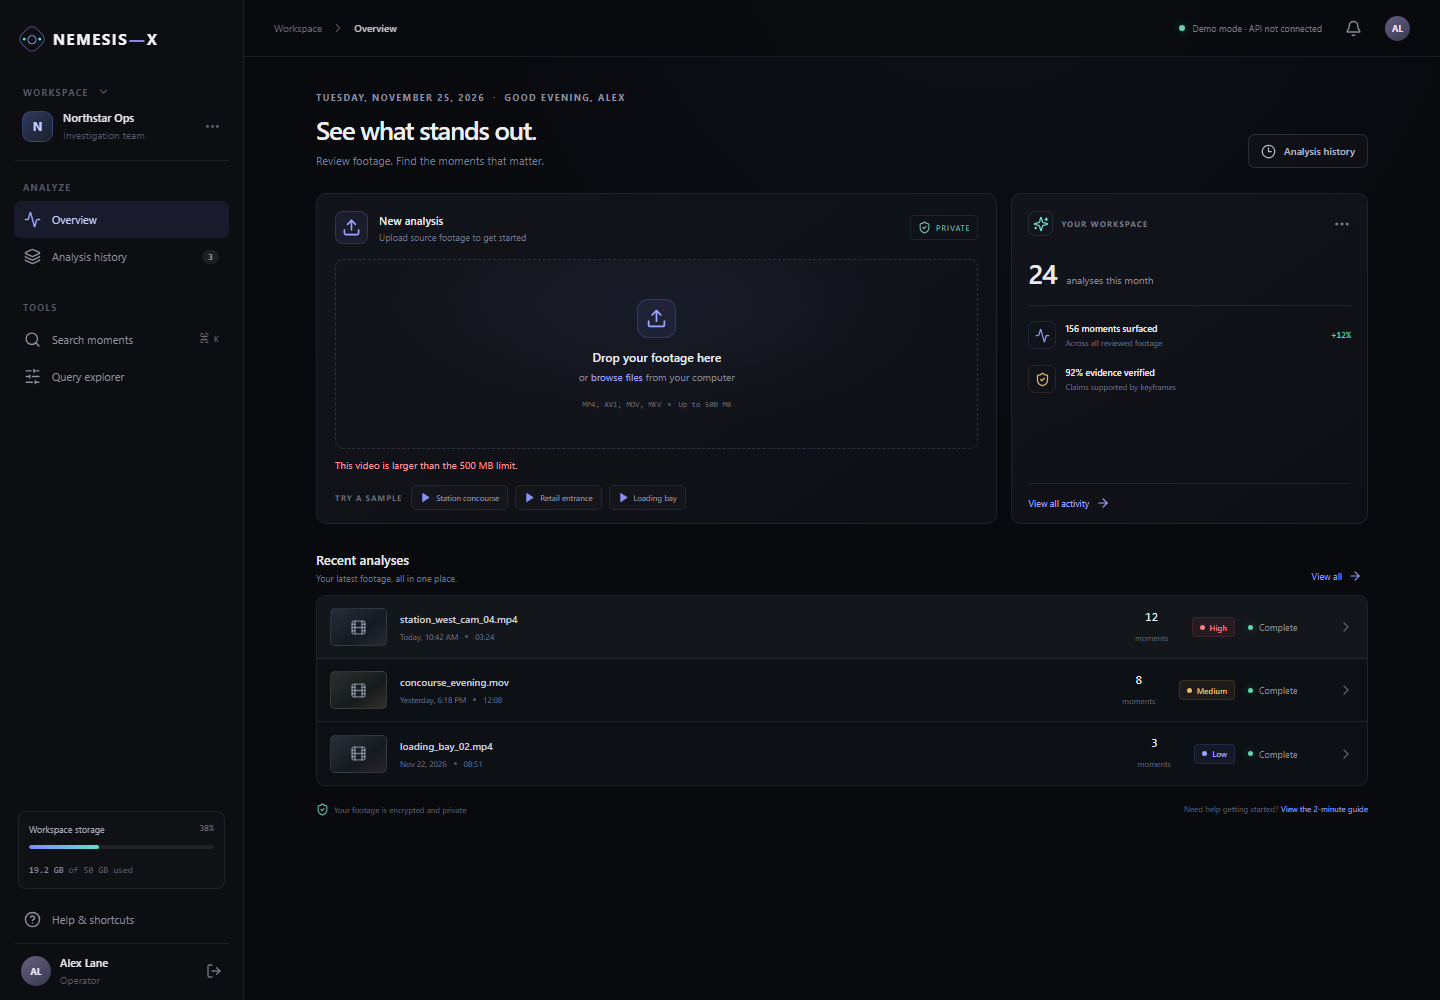 NEMESIS—X
WORKSPACE
N
Northstar Ops
Investigation team
ANALYZE
Overview
Analysis history
3
TOOLS
Search moments
⌘ K
Query explorer
Workspace storage
38%
19.2 GB of 50 GB used
Help & shortcuts
AL
Alex Lane
Operator
Workspace
Overview
Demo mode · API not connected
AL
TUESDAY, NOVEMBER 25, 2026 · GOOD EVENING, ALEX
See what stands out.
Review footage. Find the moments that matter.
Analysis history
New analysis
Upload source footage to get started
PRIVATE
Drop your footage here
or browse files from your computer
MP4, AVI, MOV, MKV • Up to 500 MB
This video is larger than the 500 MB limit.
TRY A SAMPLE
Station concourse
Retail entrance
Loading bay
YOUR WORKSPACE
24 analyses this month
156 moments surfaced
Across all reviewed footage
+12%
92% evidence verified
Claims supported by keyframes
View all activity
Recent analyses
Your latest footage, all in one place.
View all
station_west_cam_04.mp4
Today, 10:42 AM • 03:24
12
moments
High
Complete
concourse_evening.mov
Yesterday, 6:18 PM • 12:08
8
moments
Medium
Complete
loading_bay_02.mp4
Nov 22, 2026 • 08:51
3
moments
Low
Complete
Your footage is encrypted and private
Need help getting started? View the 2-minute guide